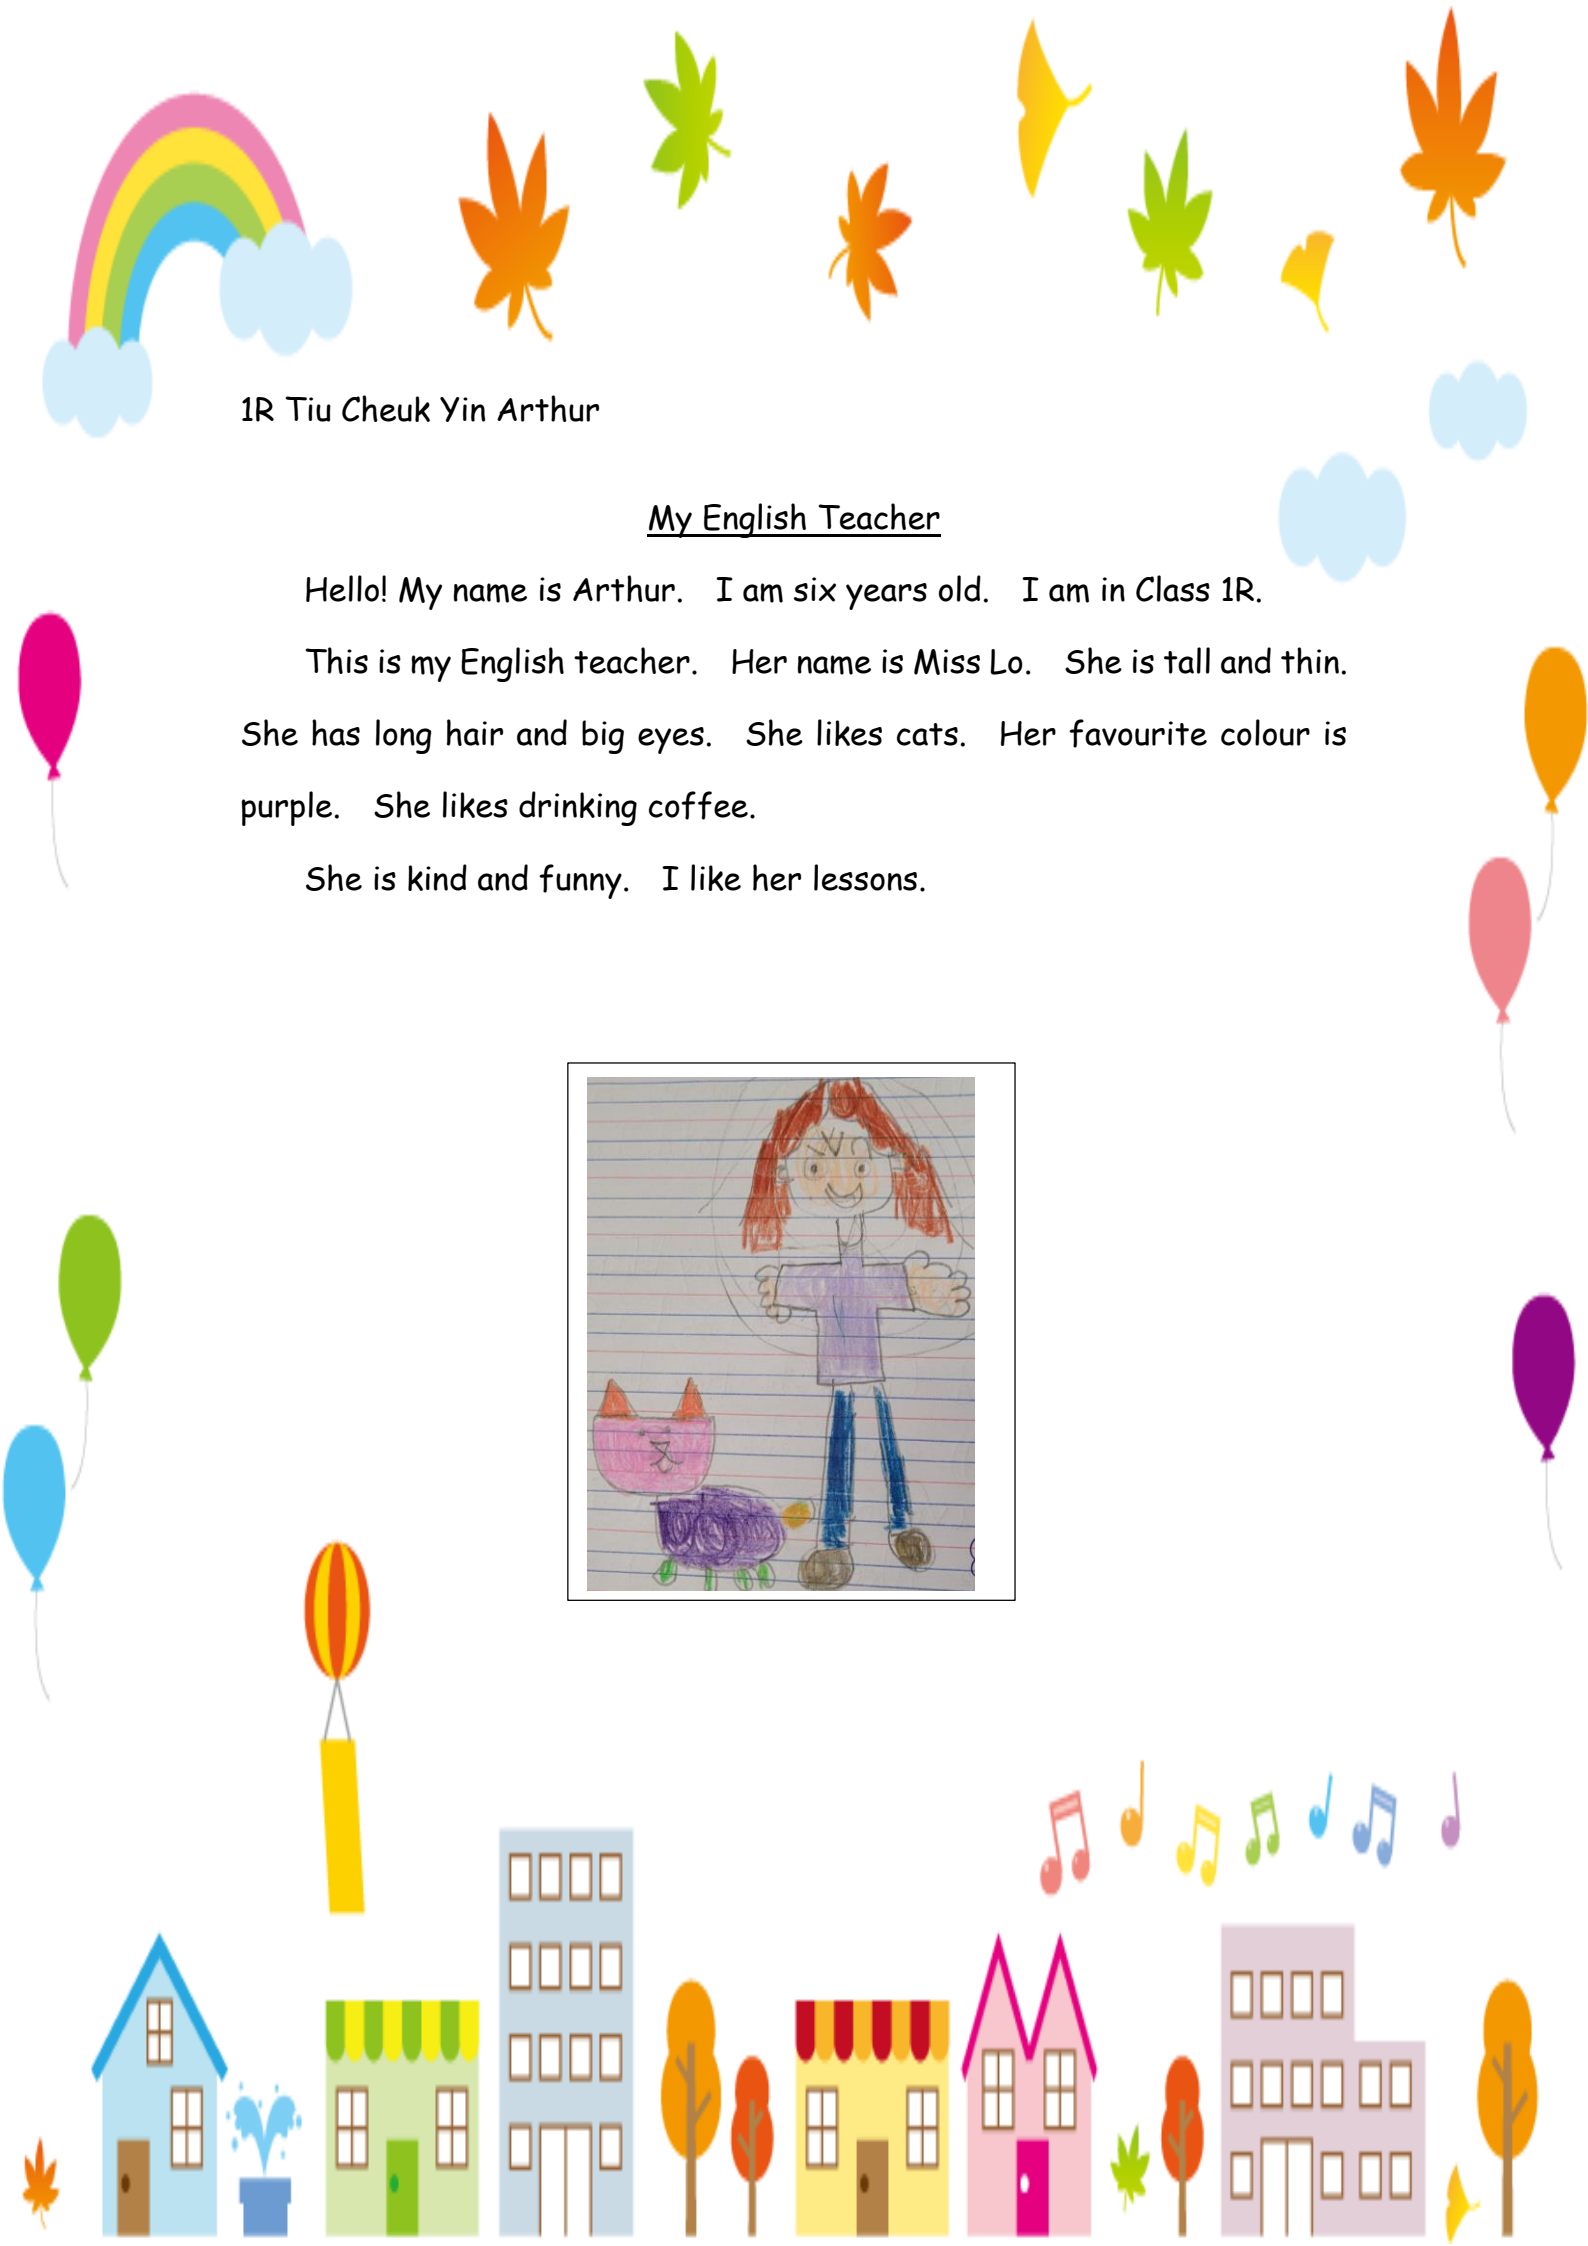 1R Tiu Cheuk Yin Arthur
My English Teacher
Hello! My name is Arthur. I am six years old. I am in Class 1R.
This is my English teacher. Her name is Miss Lo. She is tall and thin.
She has long hair and big eyes. She likes cats. Her favourite colour is
purple. She likes drinking coffee.
She is kind and funny. I like her lessons.